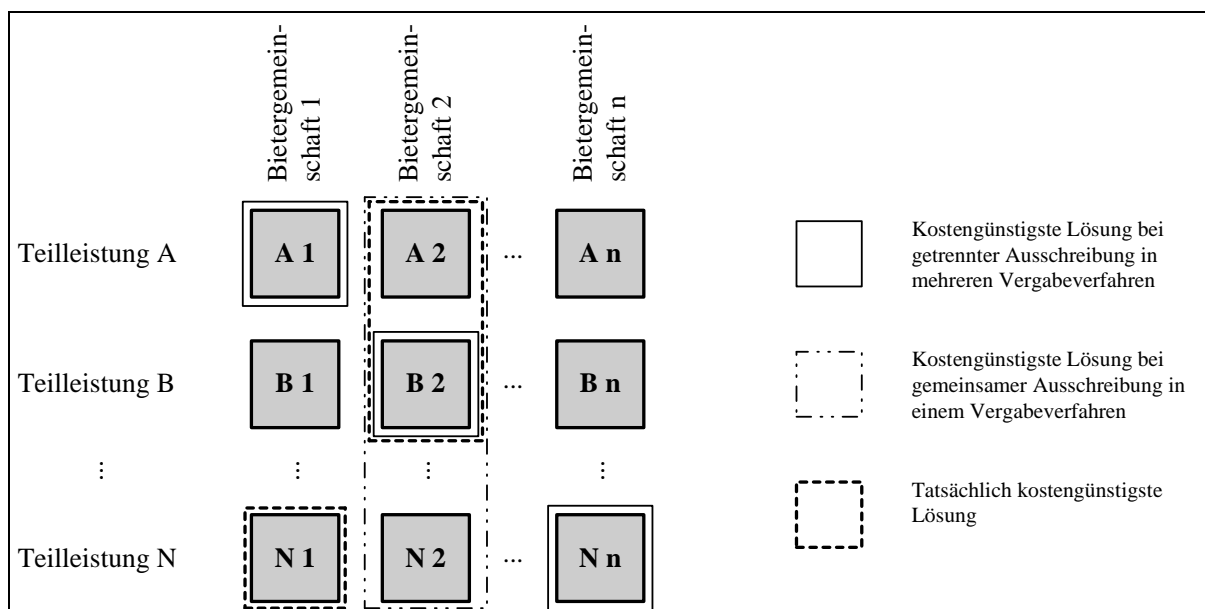 Bietergemein-
schaft 1
Bietergemein-
schaft 2
Bietergemein-
schaft n
Teilleistung A
A 1
A 2
...
A n
Teilleistung B
B 1
B 2
...
B n
...
...
...
...
Teilleistung N
N 1
N 2
...
N n
Kostengünstigste Lösung bei
getrennter Ausschreibung in
mehreren Vergabeverfahren
Kostengünstigste Lösung bei
gemeinsamer Ausschreibung in
einem Vergabeverfahren
Tatsächlich kostengünstigste
Lösung